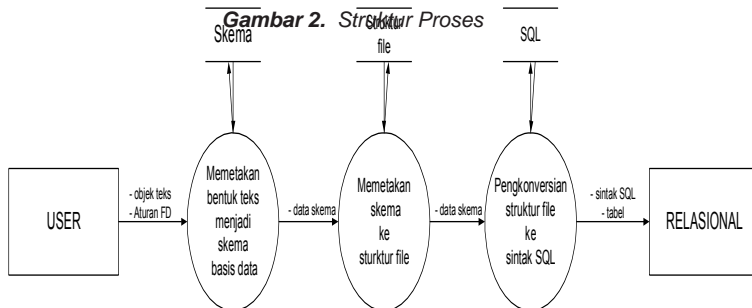 Gambar 2. Struktur Proses
Skema
Struktur
file
SQL
USER
- objek teks
- Aturan FD
Memetakan
bentuk teks
menjadi
skema
basis data
- data skema
Memetakan
skema
ke
sturktur file
- data skema
Pengkonversian
struktur file
ke
sintak SQL
- sintak SQL
- tabel
RELASIONAL